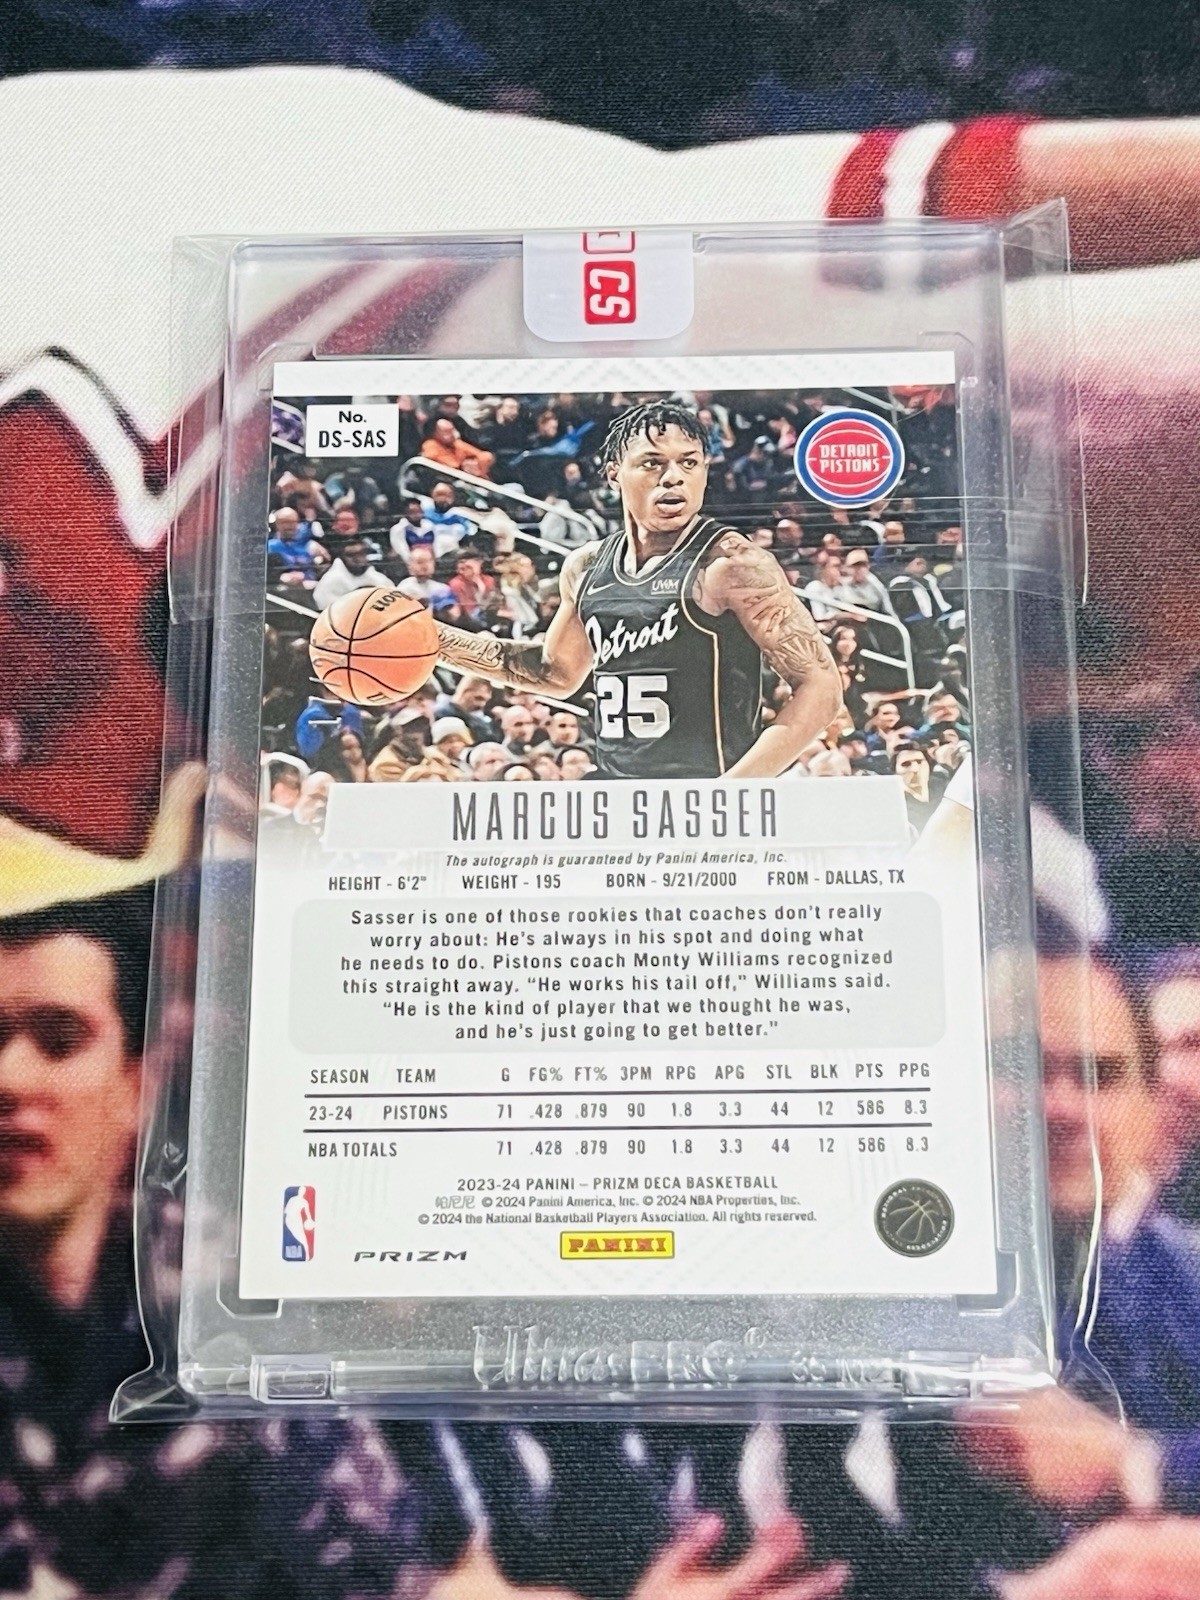 CS
No.
DS-SAS
DETROIT
PISTONS
UWM
Detroit
25
MARCUS SASSER
The autograph is guaranteed by Panini America, Inc.
HEIGHT - 6'2" WEIGHT - 195 BORN - 9/21/2000 FROM - DALLAS, TX
Sasser is one of those rookies that coaches don't really
worry about: He's always in his spot and doing what
he needs to do. Pistons coach Monty Williams recognized
this straight away. “He works his tail off,” Williams said.
“He is the kind of player that we thought he was,
and he's just going to get better.”
SEASON TEAM G FG% FT% 3PM RPG APG STL BLK PTS PPG
23-24 PISTONS 71 .428 .879 90 1.8 3.3 44 12 586 8.3
NBA TOTALS 71 .428 .879 90 1.8 3.3 44 12 586 8.3
2023-24 PANINI – PRIZM DECA BASKETBALL
帕尼尼 © 2024 Panini America, Inc. © 2024 NBA Properties, Inc.
© 2024 the National Basketball Players Association. All rights reserved.
NBA
PRIZM
PANINI
Ultra PRO®